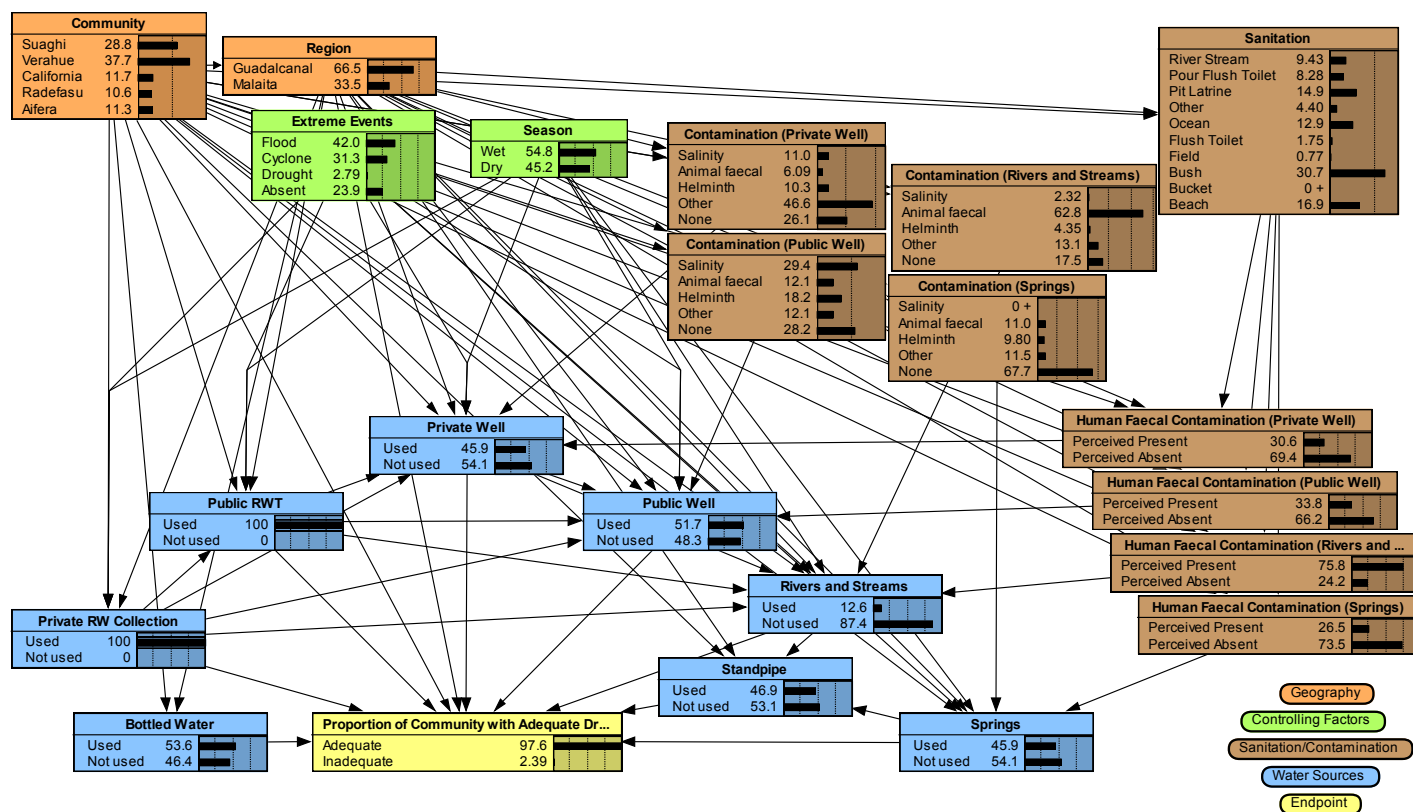 Community
Suaghi 28.8
Verahue 37.7
California 11.7
Radefasu 10.6
Aifera 11.3
Region
Guadalcanal 66.5
Malaita 33.5
Extreme Events
Flood 42.0
Cyclone 31.3
Drought 2.79
Absent 23.9
Season
Wet 54.8
Dry 45.2
Contamination (Private Well)
Salinity 11.0
Animal faecal 6.09
Helminth 10.3
Other 46.6
None 26.1
Contamination (Rivers and Streams)
Salinity 2.32
Animal faecal 62.8
Helminth 4.35
Other 13.1
None 17.5
Sanitation
River Stream 9.43
Pour Flush Toilet 8.28
Pit Latrine 14.9
Other 4.40
Ocean 12.9
Flush Toilet 1.75
Field 0.77
Bush 30.7
Bucket 0 +
Beach 16.9
Contamination (Public Well)
Salinity 29.4
Animal faecal 12.1
Helminth 18.2
Other 12.1
None 28.2
Contamination (Springs)
Salinity 0 +
Animal faecal 11.0
Helminth 9.80
Other 11.5
None 67.7
Private Well
Used 45.9
Not used 54.1
Human Faecal Contamination (Private Well)
Perceived Present 30.6
Perceived Absent 69.4
Public RWT
Used 100
Not used 0
Public Well
Used 51.7
Not used 48.3
Human Faecal Contamination (Public Well)
Perceived Present 33.8
Perceived Absent 66.2
Human Faecal Contamination (Rivers and ...
Perceived Present 75.8
Perceived Absent 24.2
Rivers and Streams
Used 12.6
Not used 87.4
Human Faecal Contamination (Springs)
Perceived Present 26.5
Perceived Absent 73.5
Private RW Collection
Used 100
Not used 0
Standpipe
Used 46.9
Not used 53.1
Bottled Water
Used 53.6
Not used 46.4
Proportion of Community with Adequate Dr...
Adequate 97.6
Inadequate 2.39
Springs
Used 45.9
Not used 54.1
Geography
Controlling Factors
Sanitation/Contamination
Water Sources
Endpoint